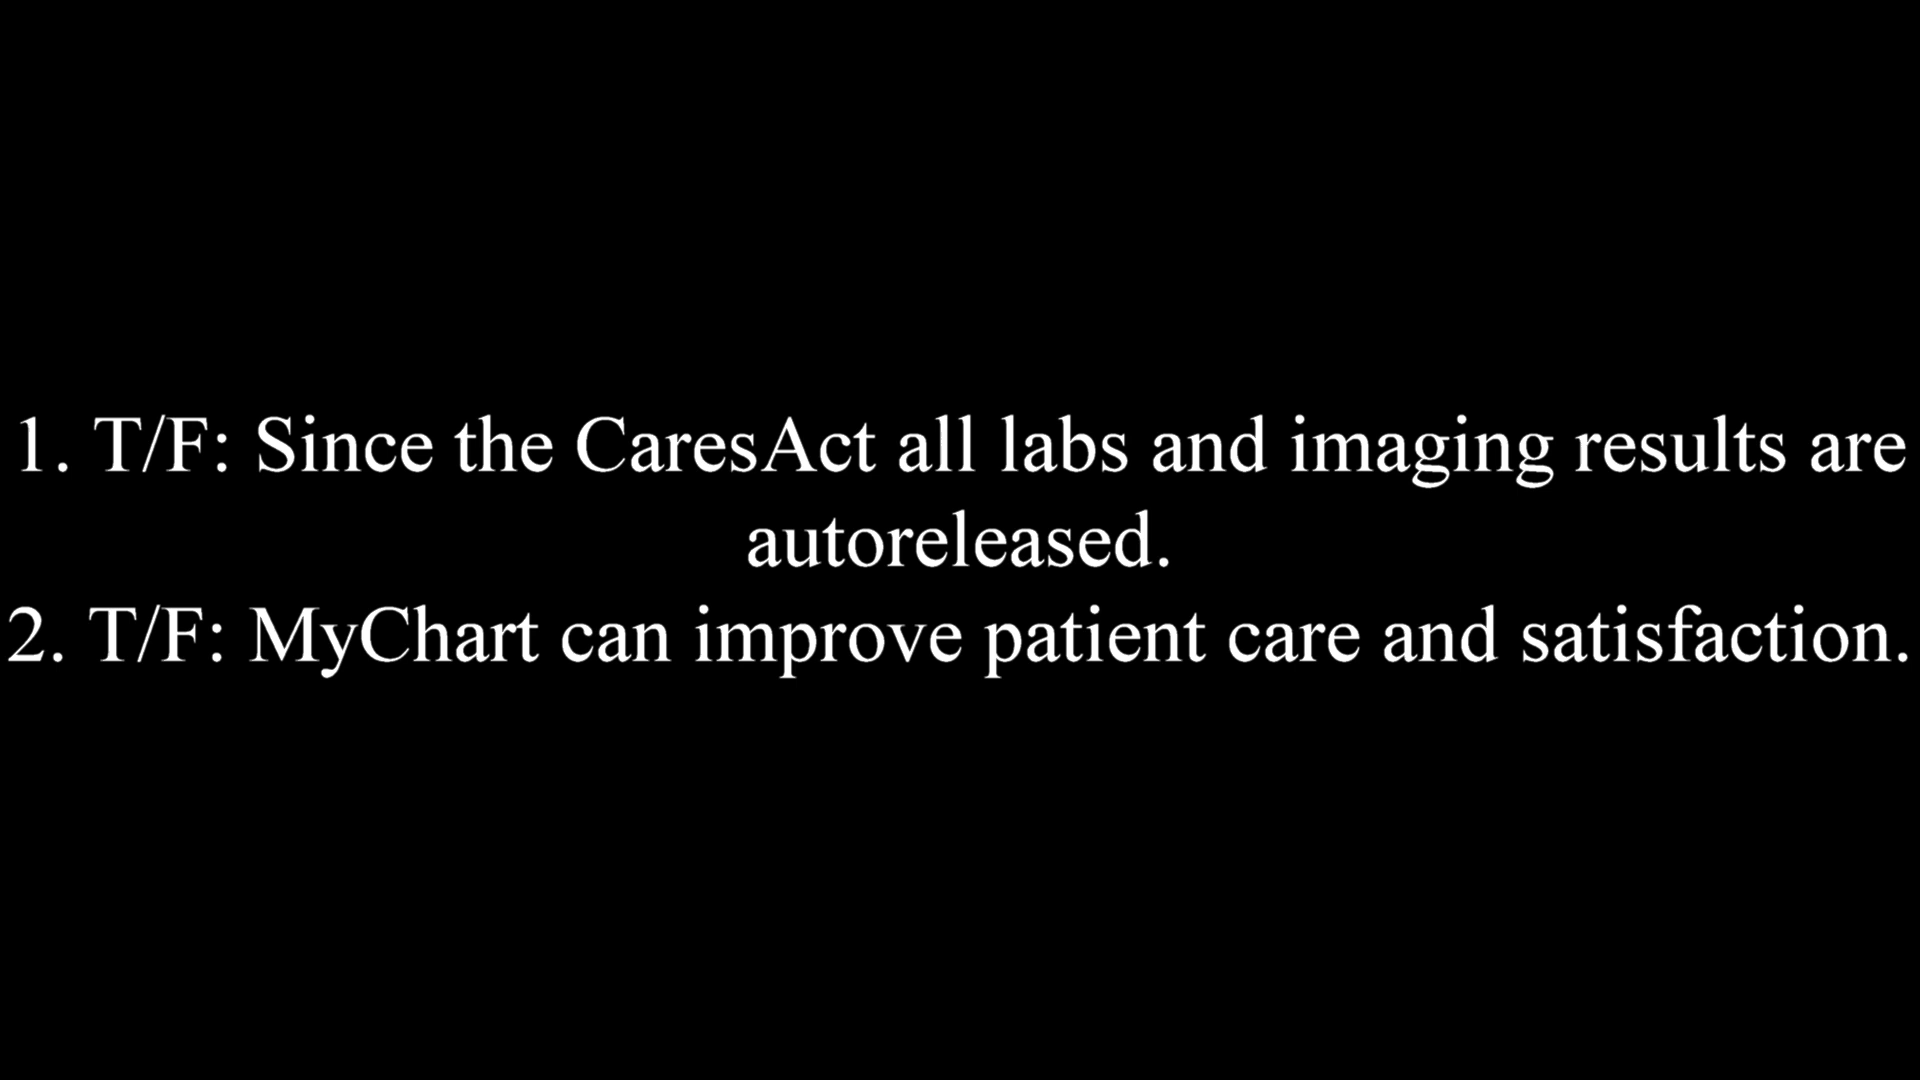 1. T/F: Since the CaresAct all labs and imaging results are
autoreleased.
2. T/F: MyChart can improve patient care and satisfaction.